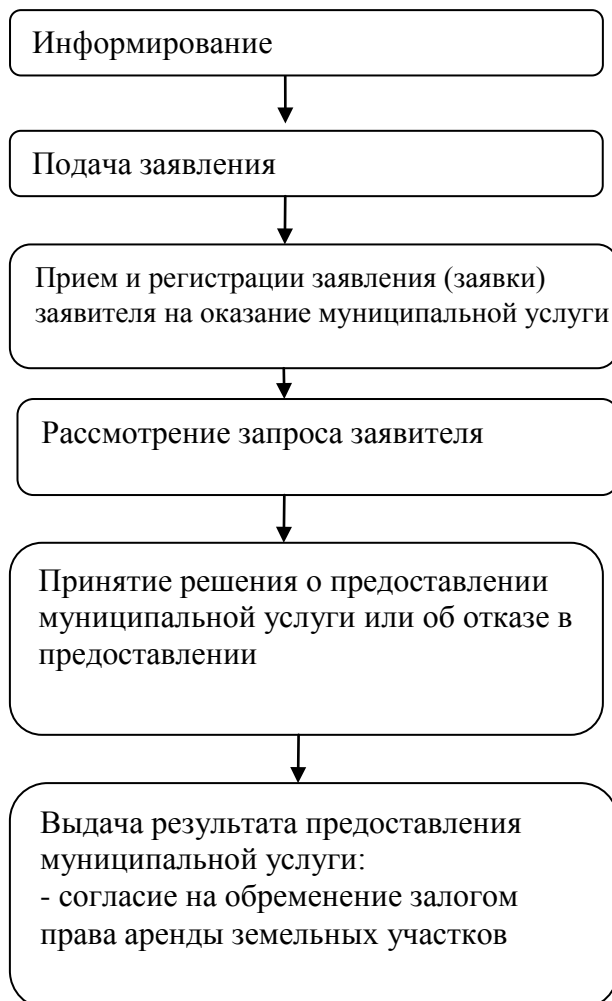 Информирование
Подача заявления
Прием и регистрации заявления (заявки)
заявителя на оказание муниципальной услуги
Рассмотрение запроса заявителя
Принятие решения о предоставлении
муниципальной услуги или об отказе в
предоставлении
Выдача результата предоставления
муниципальной услуги:
- согласие на обременение залогом
права аренды земельных участков